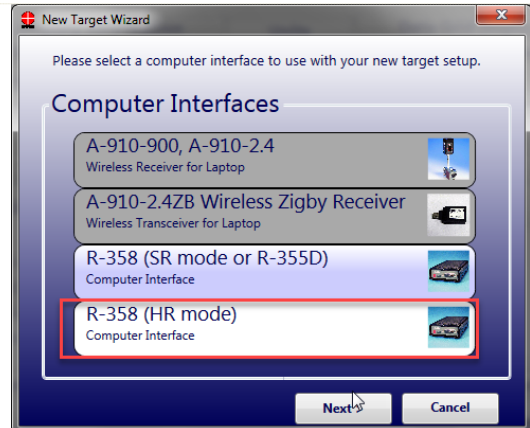 New Target Wizard
Please select a computer interface to use with your new target setup.
Computer Interfaces
A-910-900, A-910-2.4
Wireless Receiver for Laptop
A-910-2.4ZB Wireless Zigby Receiver
Wireless Transceiver for Laptop
R-358 (SR mode or R-355D)
Computer Interface
R-358 (HR mode)
Computer Interface
Next
Cancel